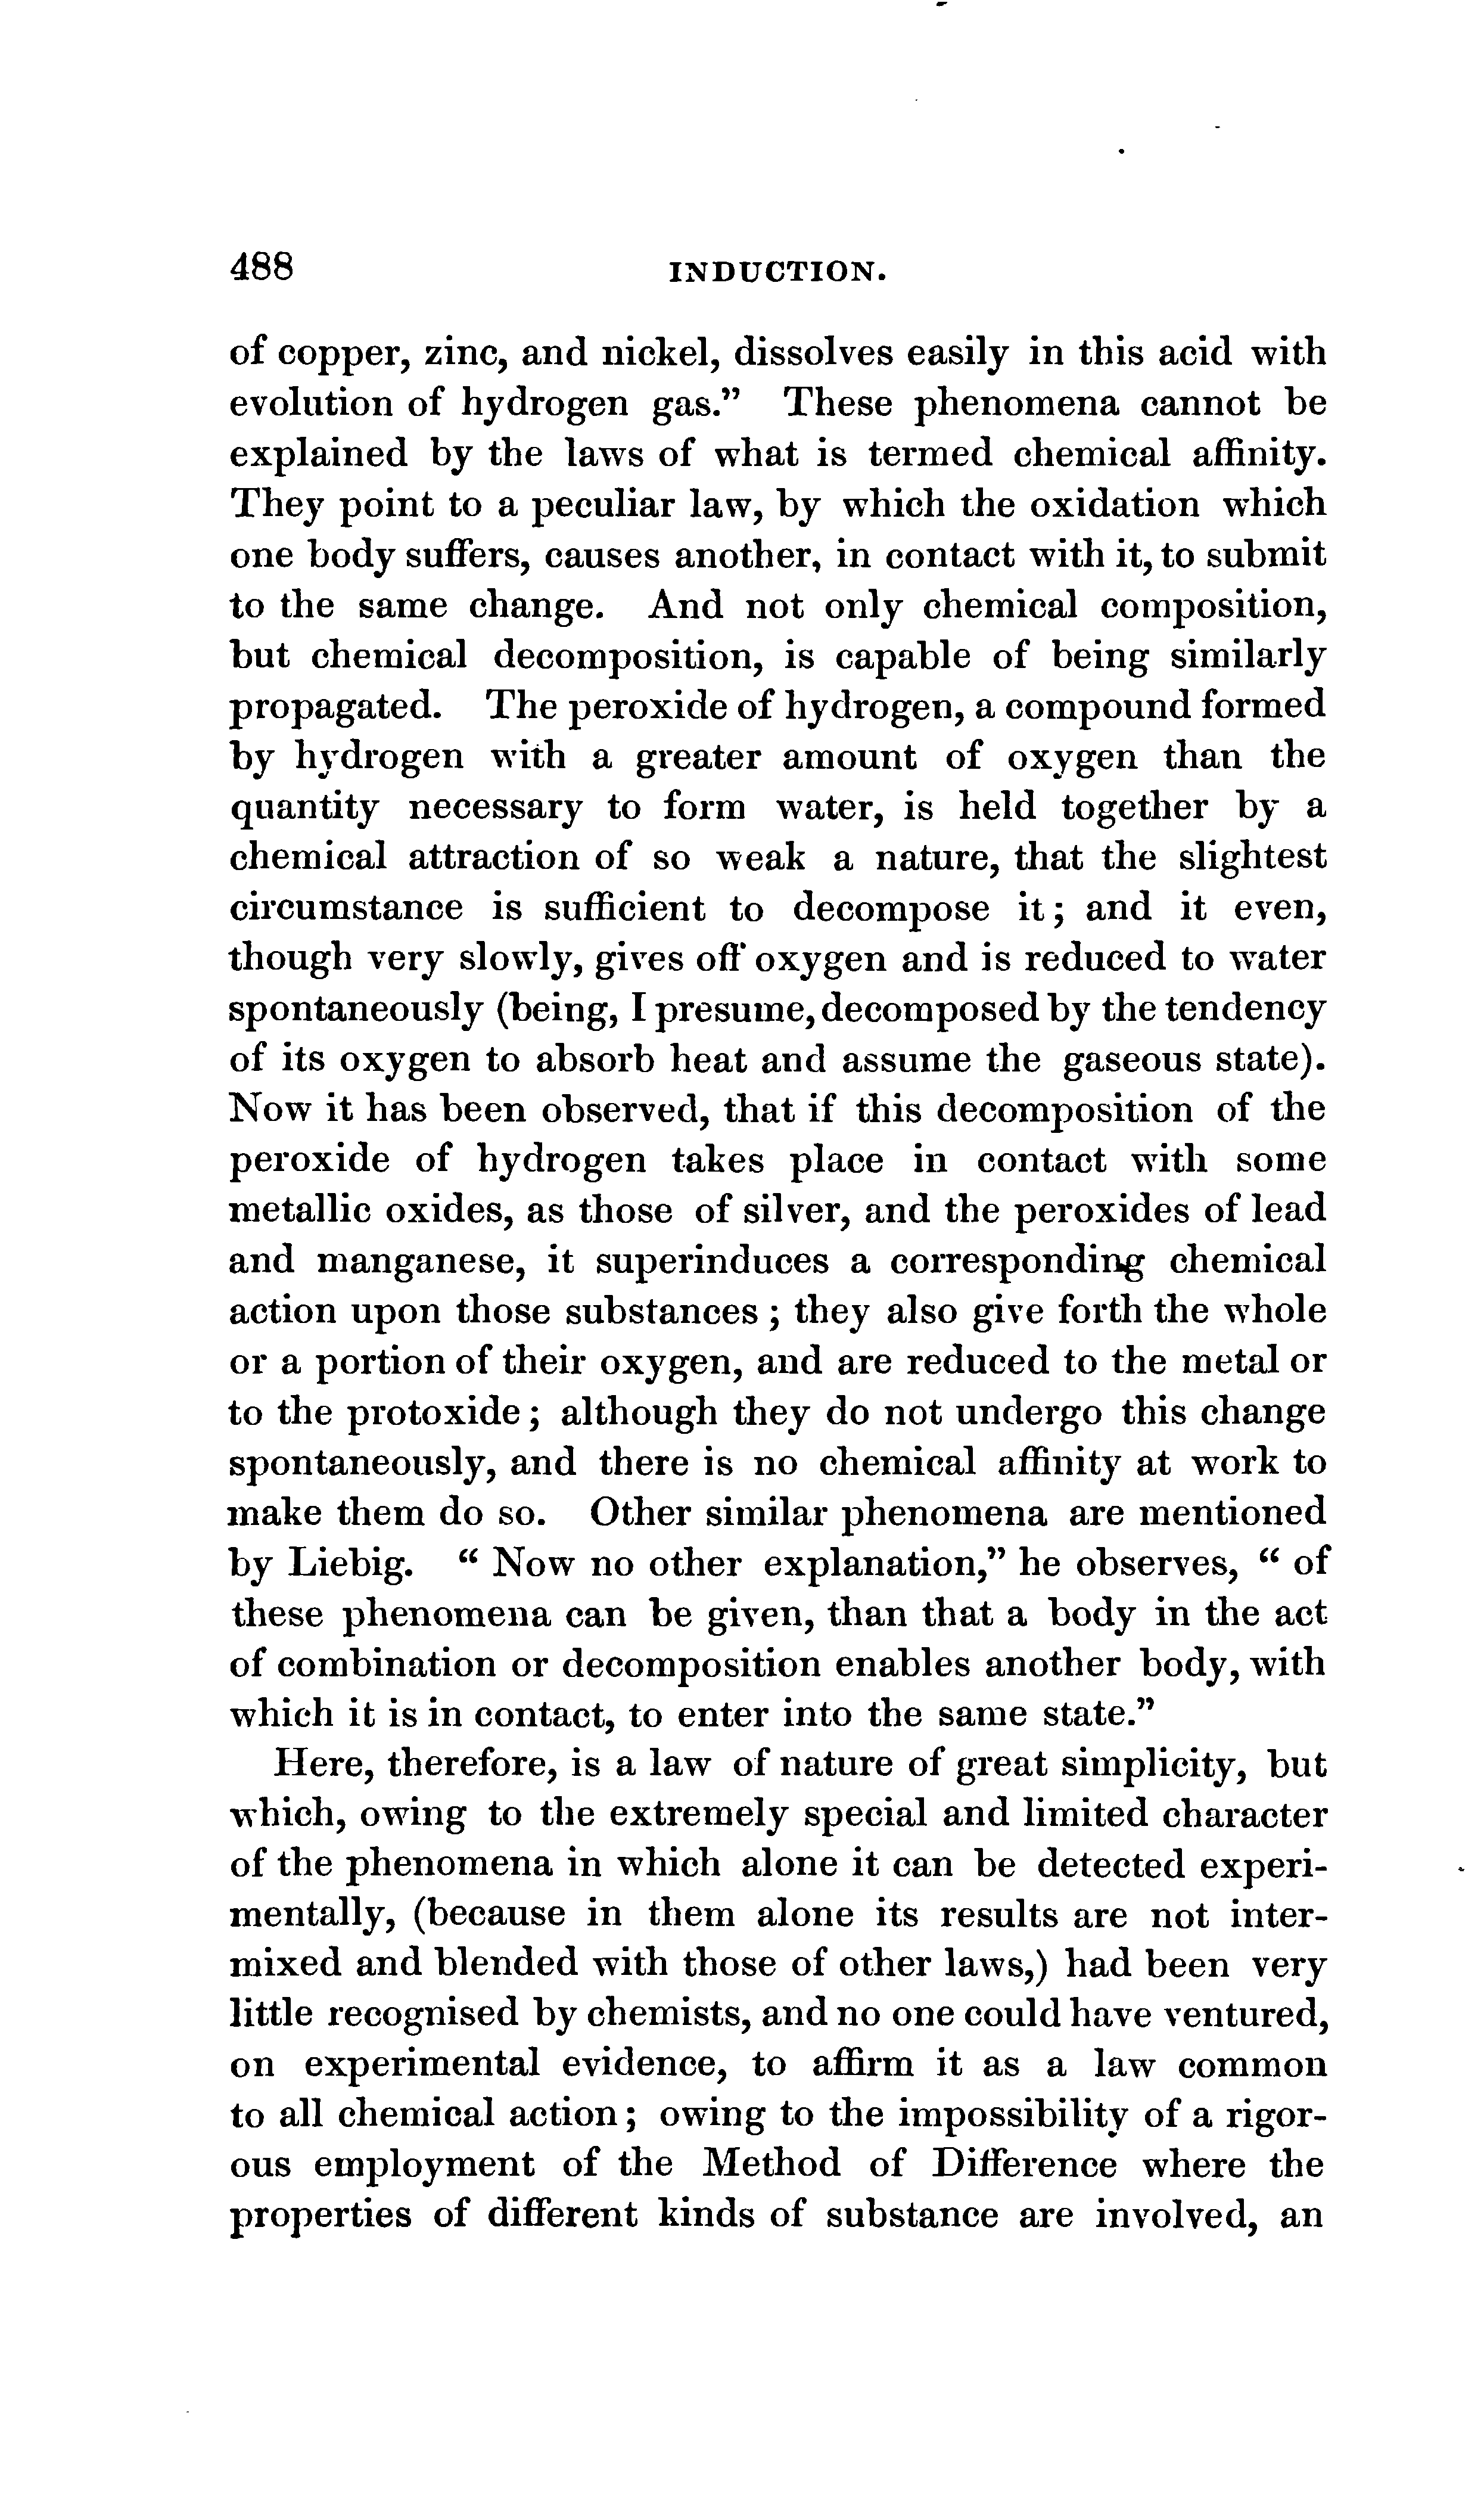 488 INDUCTION.
of copper, zinc, and nickel, dissolves easily in this acid with
evolution of hydrogen gas.” These phenomena cannot be
explained by the laws of what is termed chemical affinity.
They point to a peculiar law, by which the oxidation which
one body suffers, causes another, in contact with it, to submit
to the same change. And not only chemical composition,
but chemical decomposition, is capable of being similarly
propagated. The peroxide of hydrogen, a compound formed
by hydrogen with a greater amount of oxygen than the
quantity necessary to form water, is held together by a
chemical attraction of so weak a nature, that the slightest
circumstance is sufficient to decompose it; and it even,
though very slowly, gives off oxygen and is reduced to water
spontaneously (being, I presume, decomposed by the tendency
of its oxygen to absorb heat and assume the gaseous state).
Now it has been observed, that if this decomposition of the
peroxide of hydrogen takes place in contact with some
metallic oxides, as those of silver, and the peroxides of lead
and manganese, it superinduces a corresponding chemical
action upon those substances; they also give forth the whole
or a portion of their oxygen, and are reduced to the metal or
to the protoxide; although they do not undergo this change
spontaneously, and there is no chemical affinity at work to
make them do so. Other similar phenomena are mentioned
by Liebig. “Now no other explanation,” he observes, “of
these phenomena can be given, than that a body in the act
of combination or decomposition enables another body, with
which it is in contact, to enter into the same state.”
Here, therefore, is a law of nature of great simplicity, but
which, owing to the extremely special and limited character
of the phenomena in which alone it can be detected experi-
mentally, (because in them alone its results are not inter-
mixed and blended with those of other laws,) had been very
little recognised by chemists, and no one could have ventured,
on experimental evidence, to affirm it as a law common
to all chemical action; owing to the impossibility of a rigor-
ous employment of the Method of Difference where the
properties of different kinds of substance are involved, an